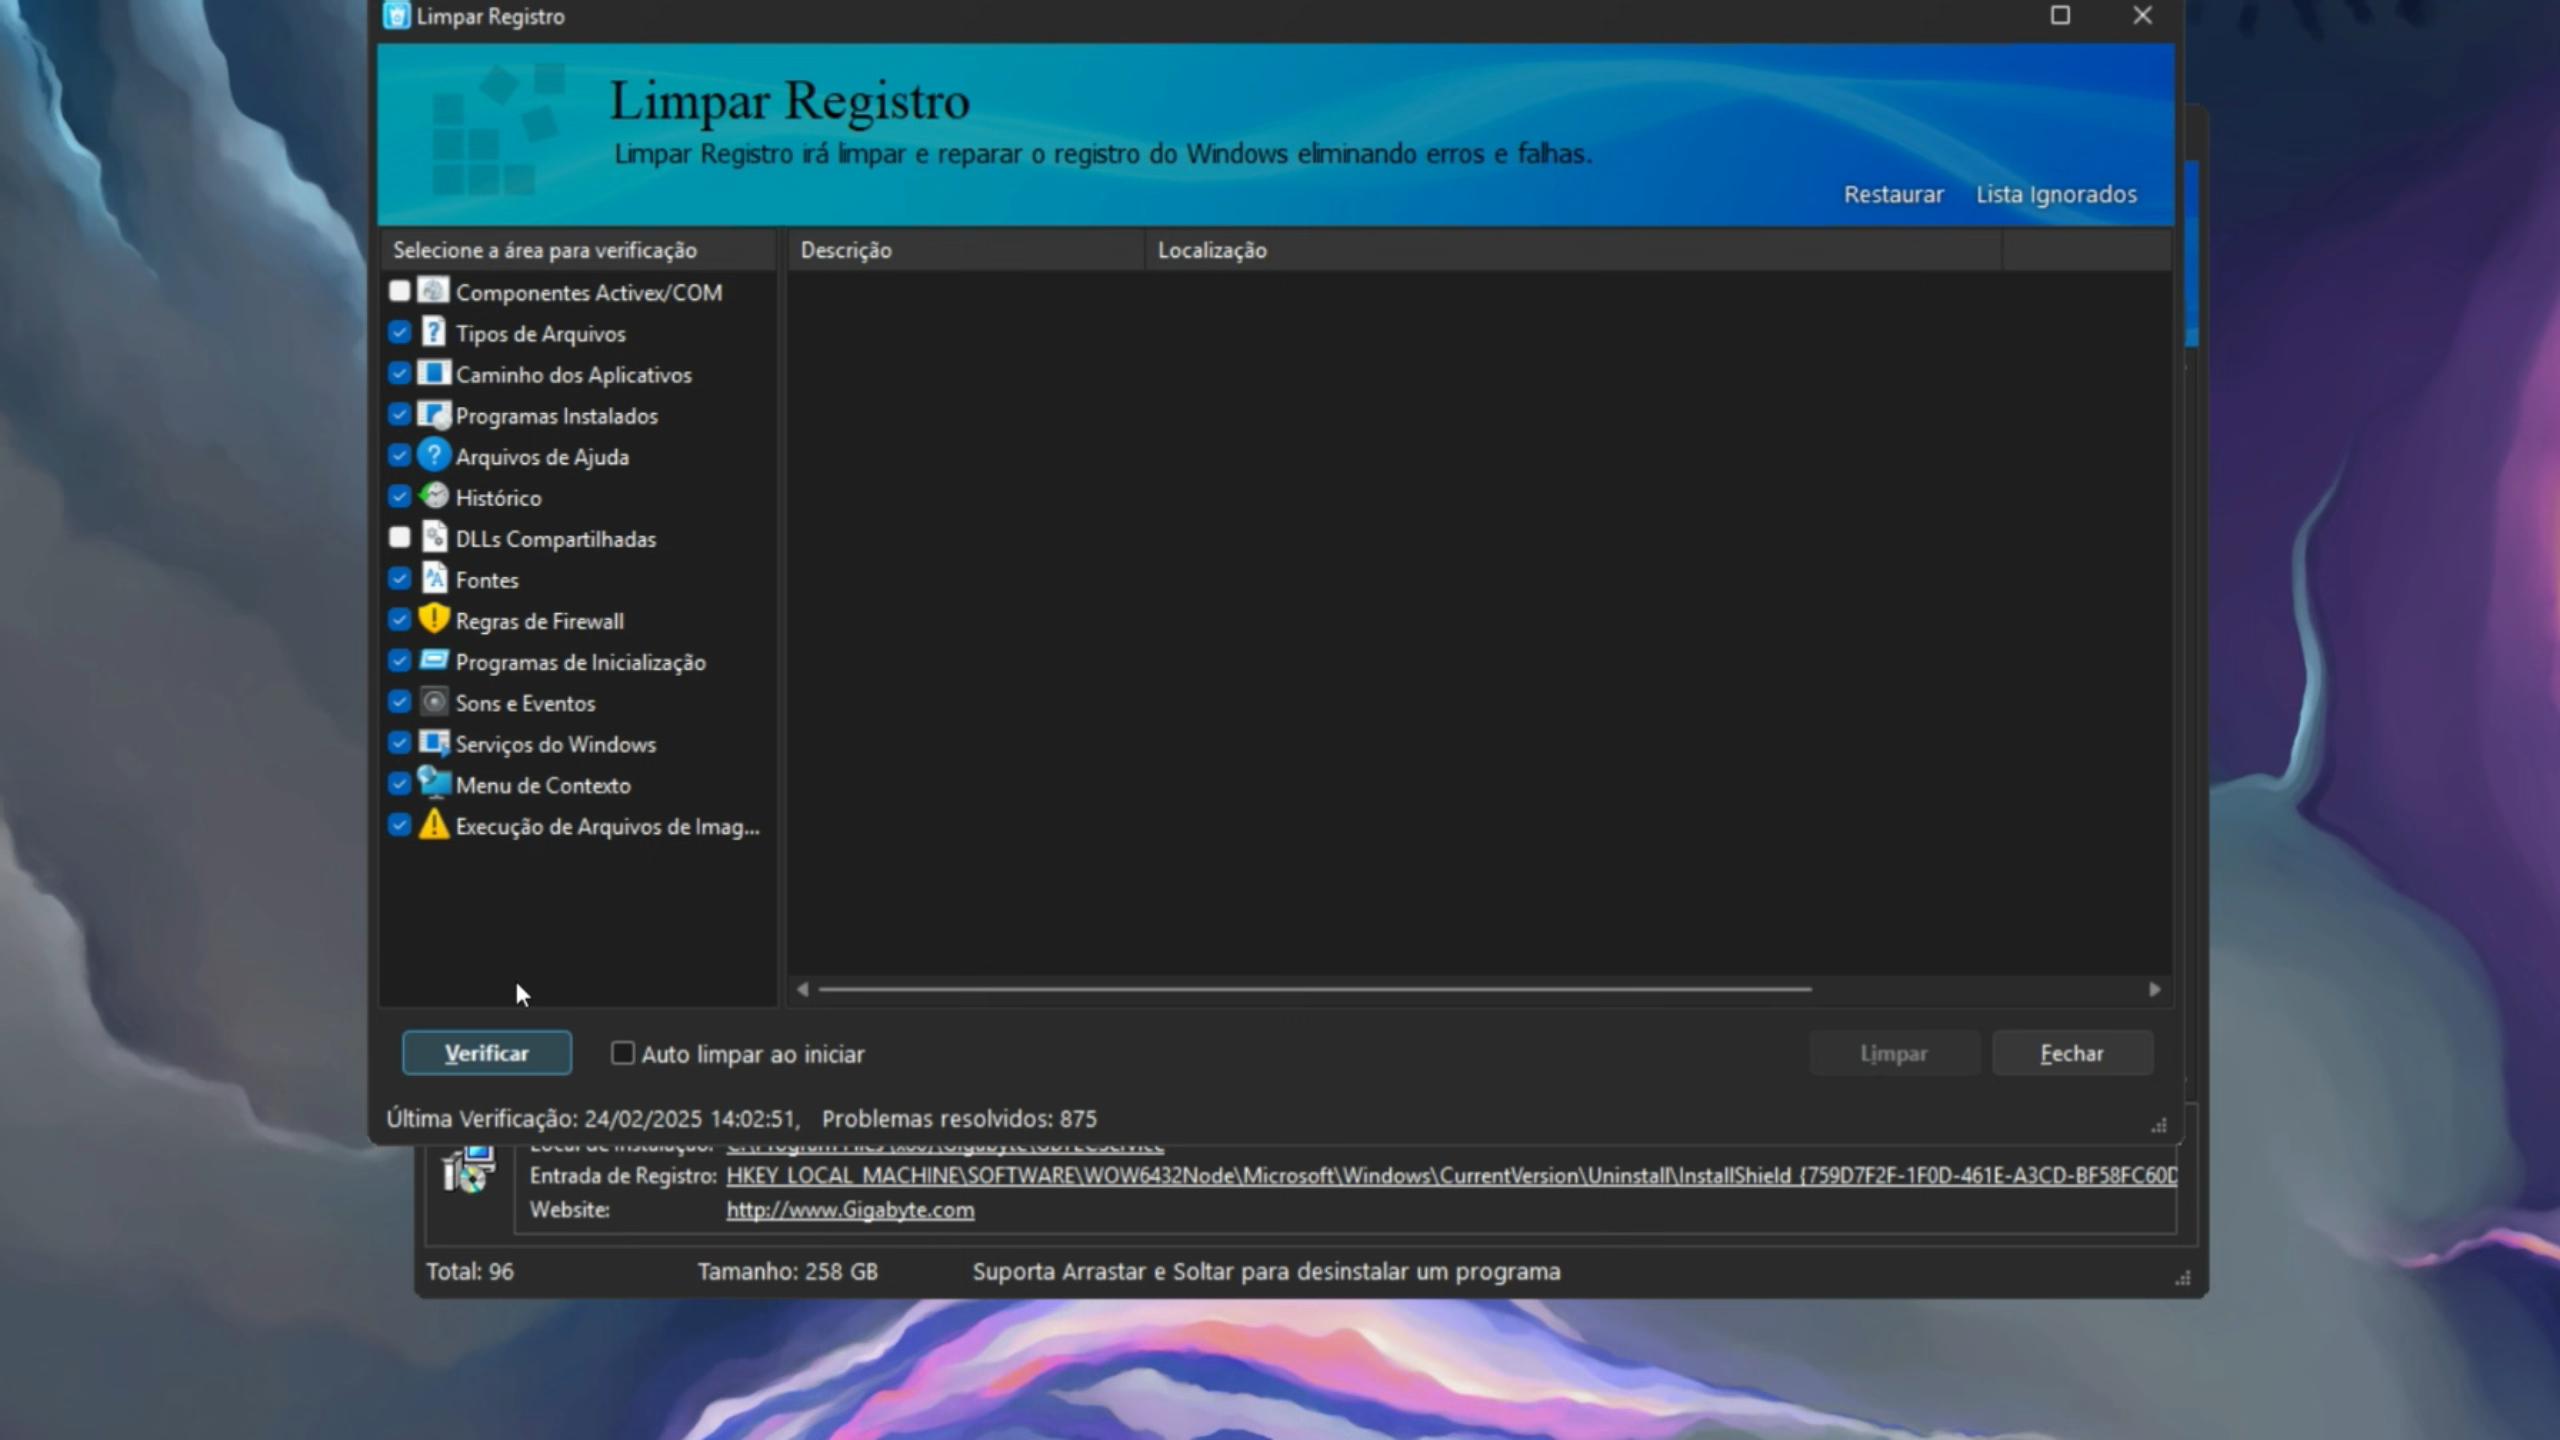 Limpar Registro
Limpar Registro
Limpar Registro irá limpar e reparar o registro do Windows eliminando erros e falhas.
Restaurar Lista Ignorados
Selecione a área para verificação Descrição Localização
Componentes Activex/COM
Tipos de Arquivos
Caminho dos Aplicativos
Programas Instalados
Arquivos de Ajuda
Histórico
DLLs Compartilhadas
Fontes
Regras de Firewall
Programas de Inicialização
Sons e Eventos
Serviços do Windows
Menu de Contexto
Execução de Arquivos de Imag...
Verificar Auto limpar ao iniciar Limpar Fechar
Última Verificação: 24/02/2025 14:02:51, Problemas resolvidos: 875
Entrada de Registro: HKEY_LOCAL_MACHINE\SOFTWARE\WOW6432Node\Microsoft\Windows\CurrentVersion\Uninstall\InstallShield_{759D7F2F-1F0D-461E-A3CD-BF58FC60D
Website: http://www.Gigabyte.com
Total: 96 Tamanho: 258 GB Suporta Arrastar e Soltar para desinstalar um programa